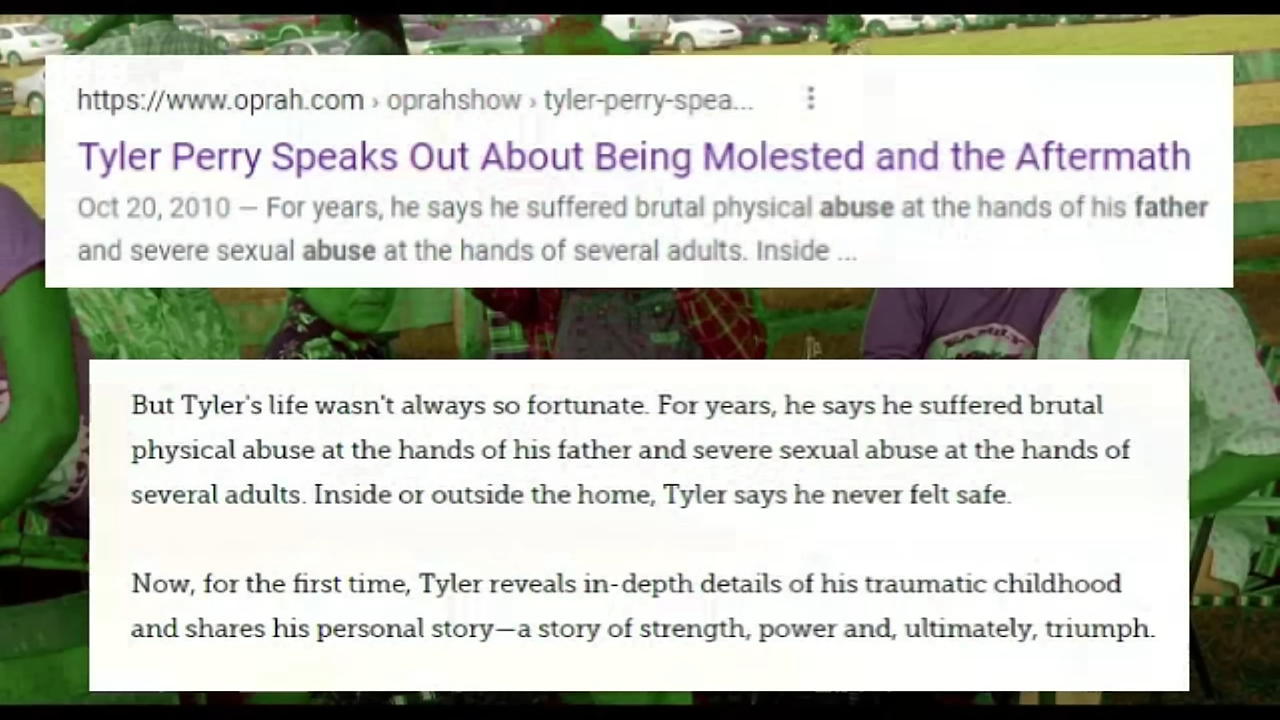 https://www.oprah.com › oprahshow › tyler-perry-spea...
Tyler Perry Speaks Out About Being Molested and the Aftermath
Oct 20, 2010 — For years, he says he suffered brutal physical abuse at the hands of his father
and severe sexual abuse at the hands of several adults. Inside ...
But Tyler's life wasn't always so fortunate. For years, he says he suffered brutal
physical abuse at the hands of his father and severe sexual abuse at the hands of
several adults. Inside or outside the home, Tyler says he never felt safe.
Now, for the first time, Tyler reveals in-depth details of his traumatic childhood
and shares his personal story—a story of strength, power and, ultimately, triumph.